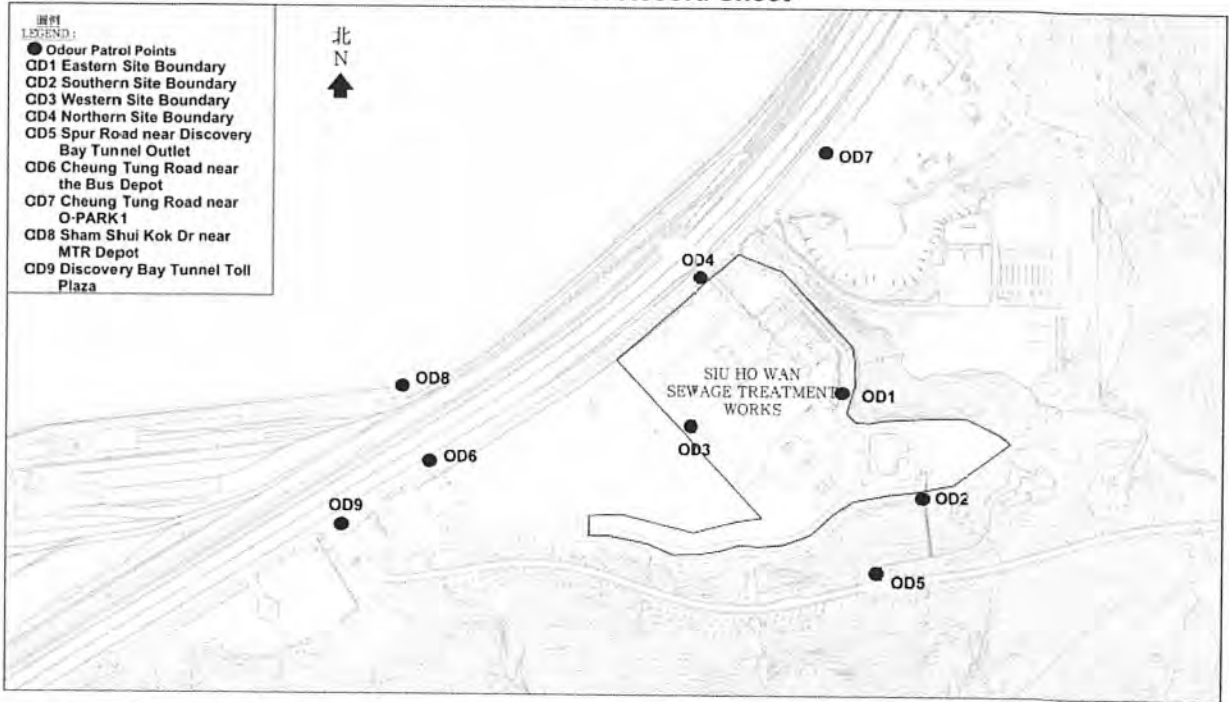 Record Sheet
圖例
LEGEND:
Odour Patrol Points
OD1 Eastern Site Boundary
OD2 Southern Site Boundary
OD3 Western Site Boundary
OD4 Northern Site Boundary
OD5 Spur Road near Discovery
Bay Tunnel Outlet
OD6 Cheung Tung Road near
the Bus Depot
OD7 Cheung Tung Road near
O-PARK1
OD8 Sham Shui Kok Dr near
MTR Depot
OD9 Discovery Bay Tunnel Toll
Plaza
北
N
OD7
OD4
OD8
SIU HO WAN
SEWAGE TREATMENT
WORKS
OD1
OD3
OD6
OD2
OD9
OD5